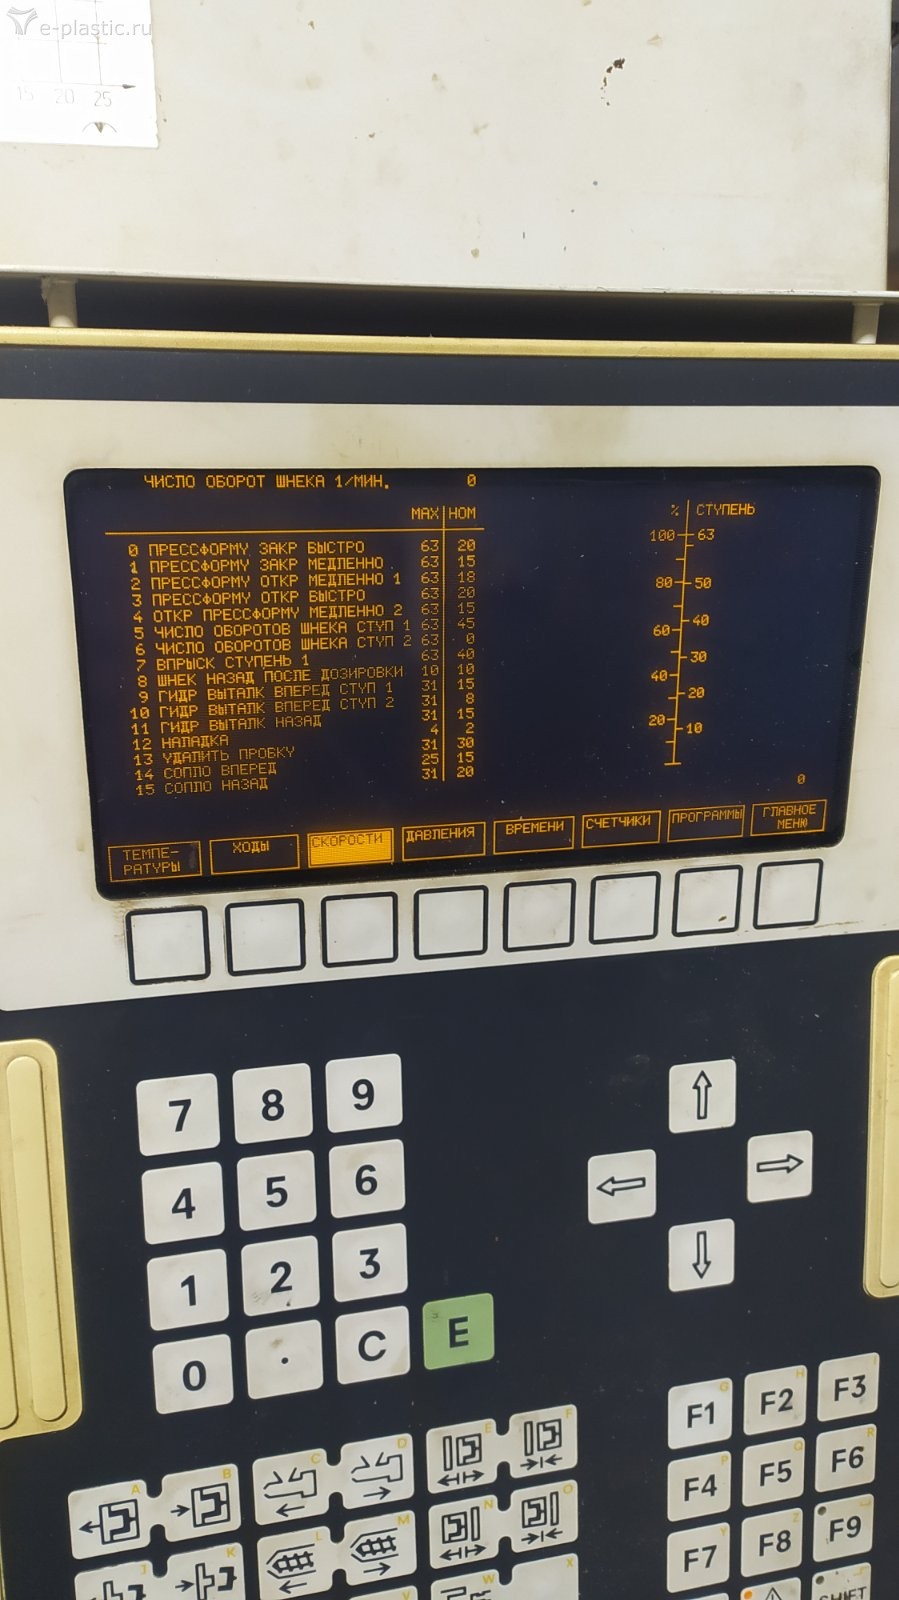 e-plastic.ru
15 20 25
ЧИСЛО ОБОРОТ ШНЕКА 1/МИН. 0
МАХ НОМ
0 ПРЕССФОРМУ ЗАКР БЫСТРО 63 20
1 ПРЕССФОРМУ ЗАКР МЕДЛЕННО 63 15
2 ПРЕССФОРМУ ОТКР МЕДЛЕННО 1 63 18
3 ПРЕССФОРМУ ОТКР БЫСТРО 63 20
4 ОТКР ПРЕССФОРМУ МЕДЛЕННО 2 63 15
5 ЧИСЛО ОБОРОТОВ ШНЕКА СТУП 1 63 45
6 ЧИСЛО ОБОРОТОВ ШНЕКА СТУП 2 63 0
7 ВПРЫСК СТУПЕНЬ 1 63 40
8 ШНЕК НАЗАД ПОСЛЕ ДОЗИРОВКИ 10 10
9 ГИДР ВЫТАЛК ВПЕРЕД СТУП 1 31 15
10 ГИДР ВЫТАЛК ВПЕРЕД СТУП 2 31 8
11 ГИДР ВЫТАЛК НАЗАД 31 15
12 НАЛАДКА 4 2
13 УДАЛИТЬ ПРОБКУ 31 30
14 СОПЛО ВПЕРЕД 25 15
15 СОПЛО НАЗАД 31 20
% СТУПЕНЬ
100 63
80 50
40
60
30
40
20
20
10
0
ТЕМПЕ-
РАТУРЫ
ХОДЫ
СКОРОСТИ
ДАВЛЕНИЯ
ВРЕМЕНИ
СЧЕТЧИКИ
ПРОГРАММЫ
ГЛАВНОЕ
МЕНЮ
7 8 9
4 5 6
1 2 3
0 . C E
F1 F2 F3
F4 F5 F6
F7 F8 F9
SHIFT
A B C D E F
J K L M N O
W X
G H I
P Q R
Y Z